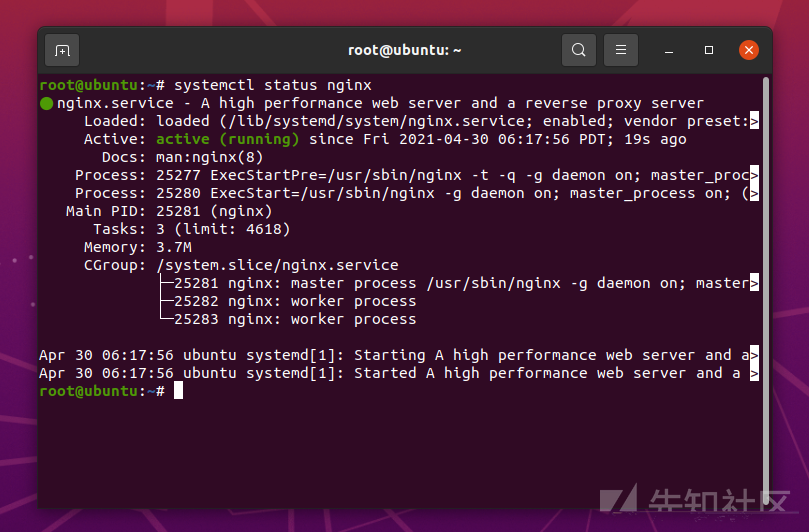 root@ubuntu: ~
root@ubuntu:~# systemctl status nginx
● nginx.service - A high performance web server and a reverse proxy server
Loaded: loaded (/lib/systemd/system/nginx.service; enabled; vendor preset:>
Active: active (running) since Fri 2021-04-30 06:17:56 PDT; 19s ago
Docs: man:nginx(8)
Process: 25277 ExecStartPre=/usr/sbin/nginx -t -q -g daemon on; master_proc>
Process: 25280 ExecStart=/usr/sbin/nginx -g daemon on; master_process on; (>
Main PID: 25281 (nginx)
Tasks: 3 (limit: 4618)
Memory: 3.7M
CGroup: /system.slice/nginx.service
├─25281 nginx: master process /usr/sbin/nginx -g daemon on; master>
├─25282 nginx: worker process
└─25283 nginx: worker process
Apr 30 06:17:56 ubuntu systemd[1]: Starting A high performance web server and a>
Apr 30 06:17:56 ubuntu systemd[1]: Started A high performance web server and a >
root@ubuntu:~#
先知社区